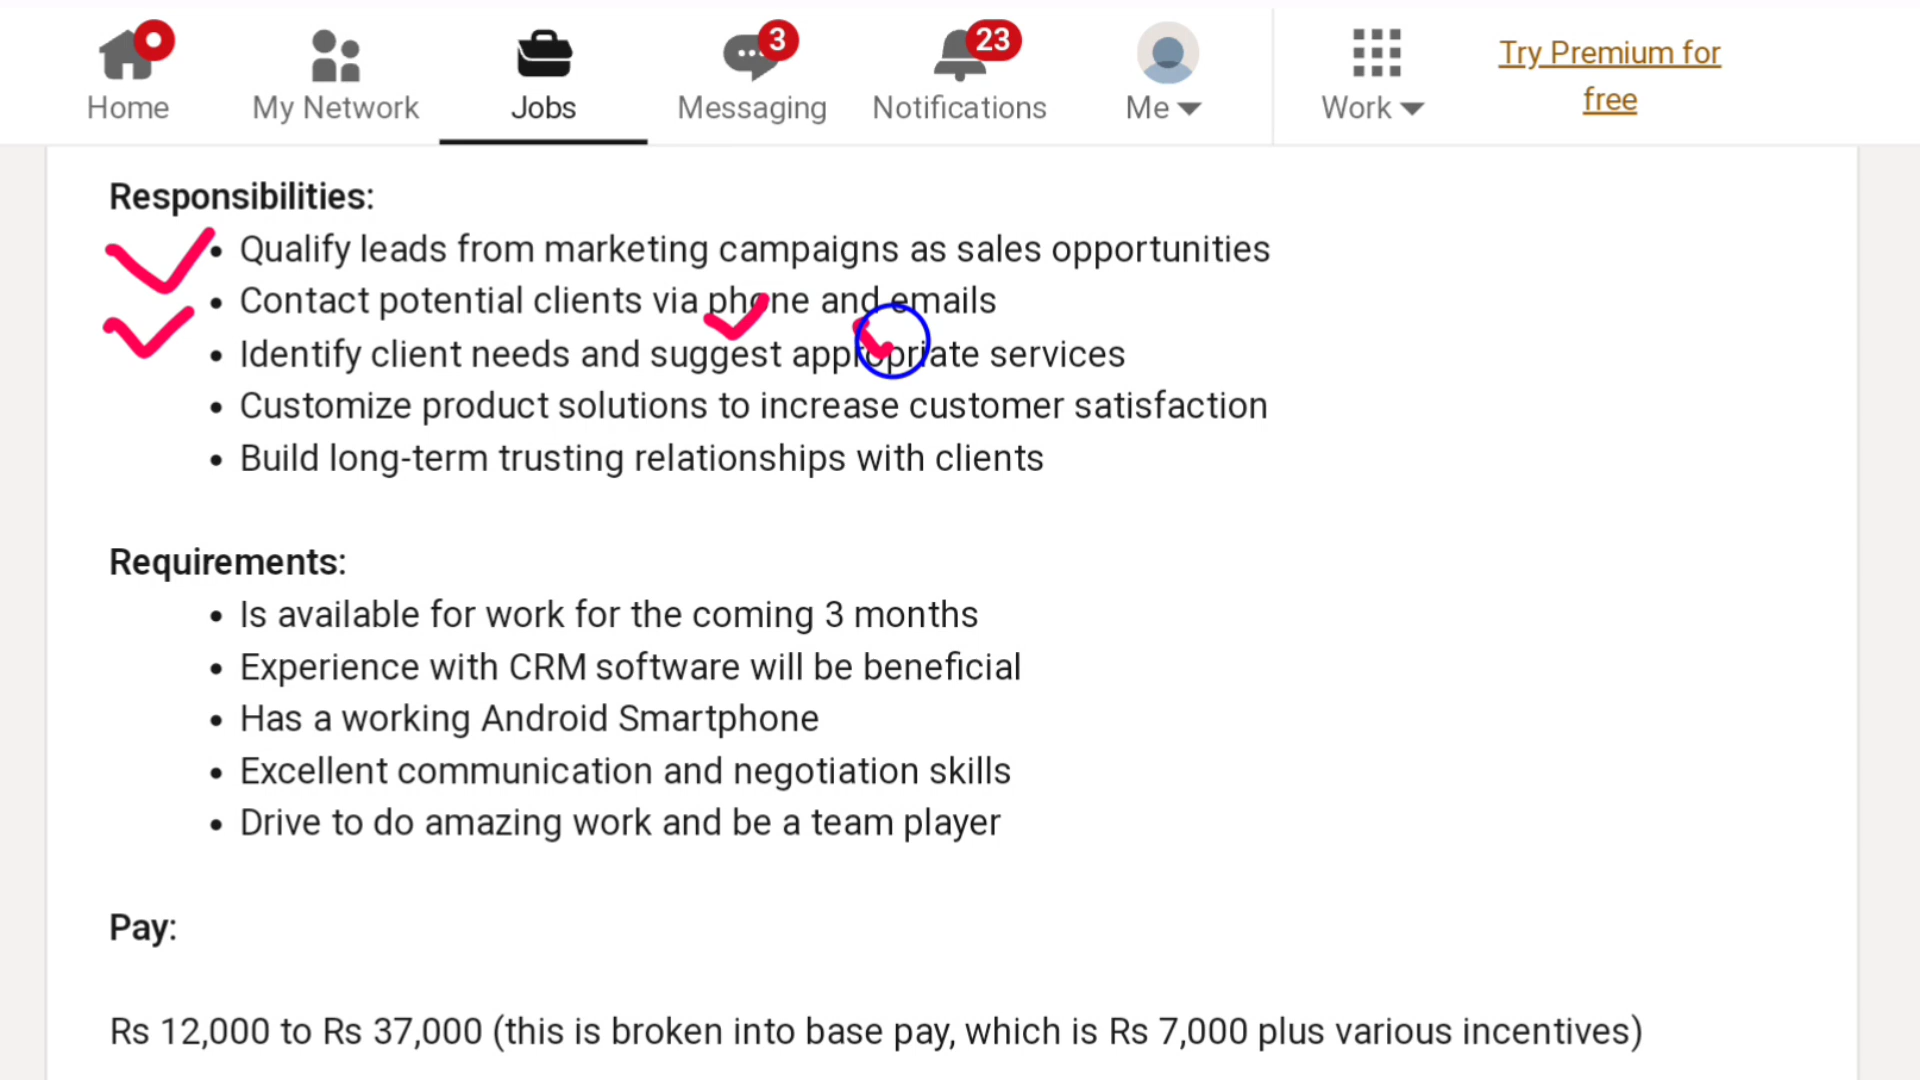 3
23
Home
My Network
Jobs
Messaging
Notifications
Me
Work
Try Premium for
free
Responsibilities:
• Qualify leads from marketing campaigns as sales opportunities
• Contact potential clients via phone and emails
• Identify client needs and suggest appropriate services
• Customize product solutions to increase customer satisfaction
• Build long-term trusting relationships with clients
Requirements:
• Is available for work for the coming 3 months
• Experience with CRM software will be beneficial
• Has a working Android Smartphone
• Excellent communication and negotiation skills
• Drive to do amazing work and be a team player
Pay:
Rs 12,000 to Rs 37,000 (this is broken into base pay, which is Rs 7,000 plus various incentives)